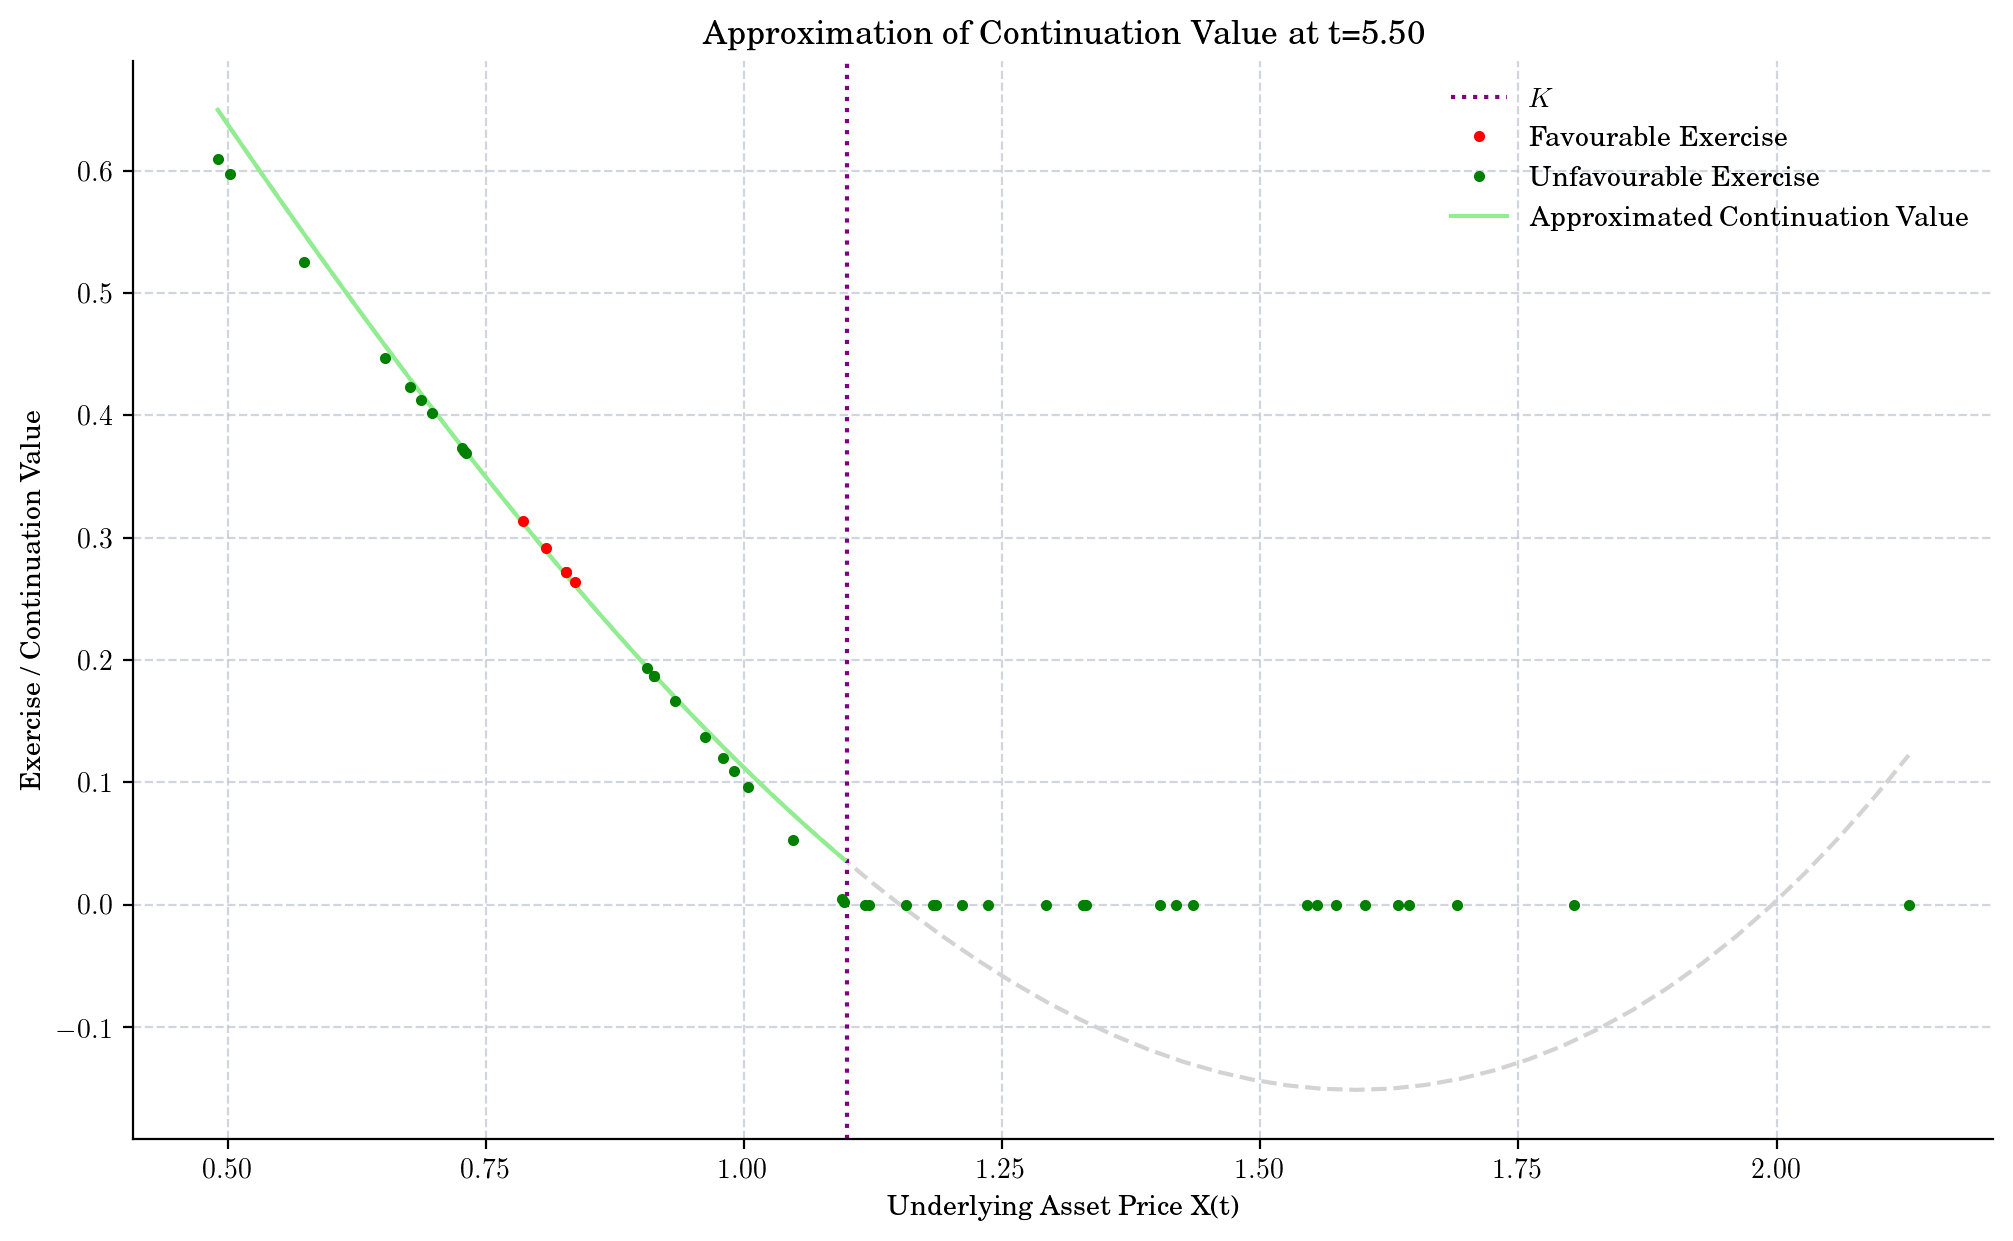 Approximation of Continuation Value at t=5.50
K
Favourable Exercise
Unfavourable Exercise
Approximated Continuation Value
Exercise / Continuation Value
0.6
0.5
0.4
0.3
0.2
0.1
0.0
−0.1
0.50
0.75
1.00
1.25
1.50
1.75
2.00
Underlying Asset Price X(t)